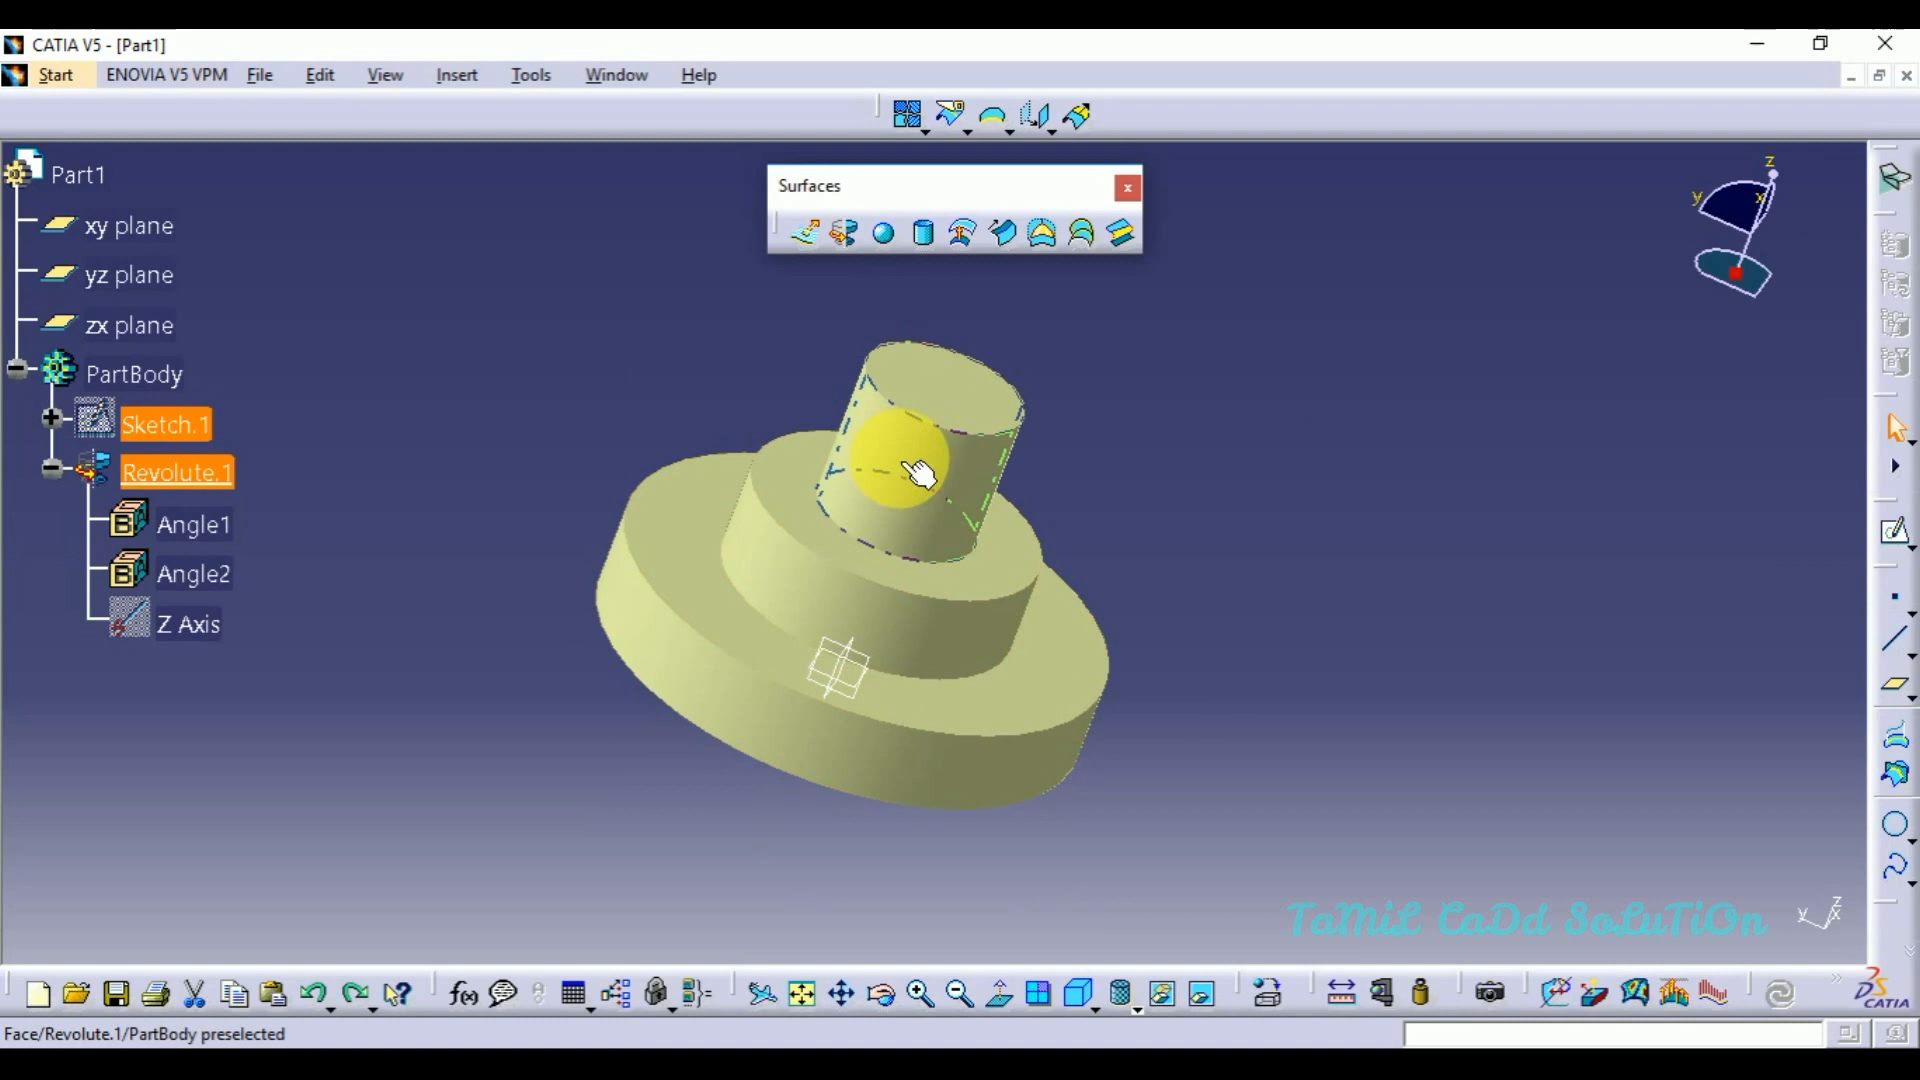 CATIA V5 - [Part1]
Start ENOVIA V5 VPM File Edit View Insert Tools Window Help
Surfaces
x
Part1
xy plane
yz plane
zx plane
PartBody
Sketch.1
Revolute.1
Angle1
Angle2
Z Axis
z
y
x
TaMiL CaDd SoLuTiOn
y
z
x
f(x)
DS
CATIA
Face/Revolute.1/PartBody preselected